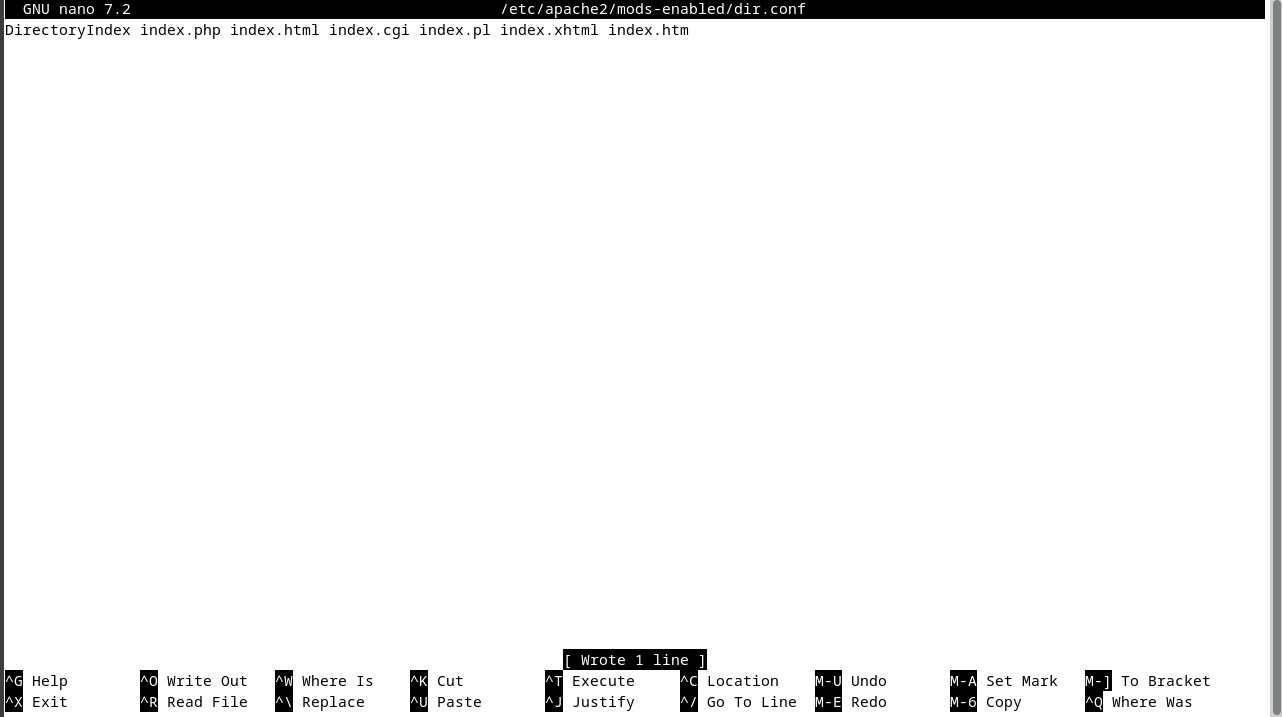 GNU nano 7.2 /etc/apache2/mods-enabled/dir.conf
DirectoryIndex index.php index.html index.cgi index.pl index.xhtml index.htm
[ Wrote 1 line ]
^G Help ^O Write Out ^W Where Is ^K Cut ^T Execute ^C Location M-U Undo M-A Set Mark M-] To Bracket
^X Exit ^R Read File ^\ Replace ^U Paste ^J Justify ^/ Go To Line M-E Redo M-6 Copy ^Q Where Was